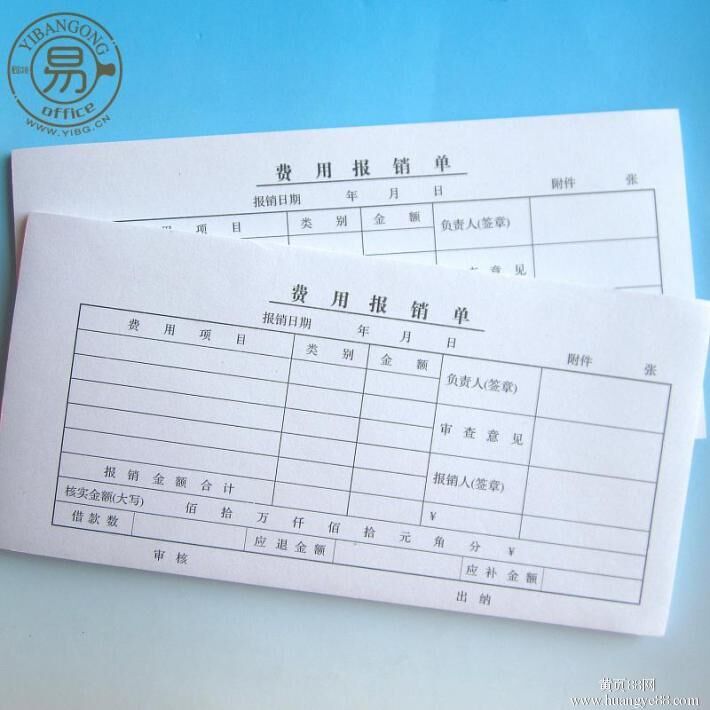 YIBANGONG
易
office
WWW.YIBG.CN
费用报销单
报销日期 年 月 日 附件 张
用项目 类别 金额 负责人(签章)
查意见
费用报销单
报销日期 年 月 日 附件 张
费用项目 类别 金额 负责人(签章)
审查意见
报销人(签章)
报销金额合计 ¥
核实金额(大写) 佰拾万仟佰拾元角分 ¥
借款数 应退金额 应补金额
审核 出纳
黄页88网
www.huangye88.com